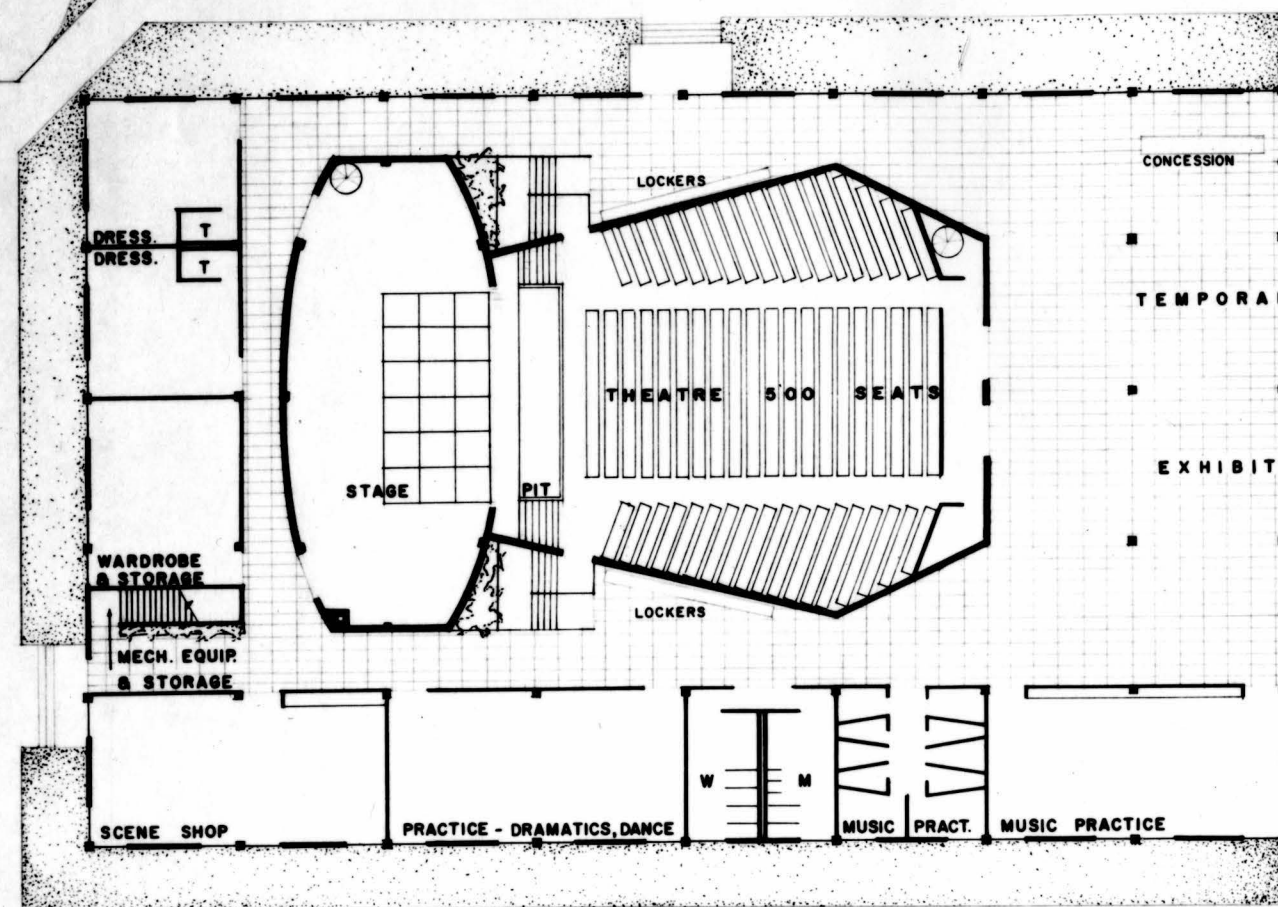 LOCKERS
CONCESSION
DRESS. T
DRESS. T
THEATRE 500 SEATS
STAGE
PIT
WARDROBE
& STORAGE
LOCKERS
MECH. EQUIP.
& STORAGE
W M
SCENE SHOP
PRACTICE - DRAMATICS, DANCE
MUSIC PRACT.
MUSIC PRACTICE
EXHIBIT